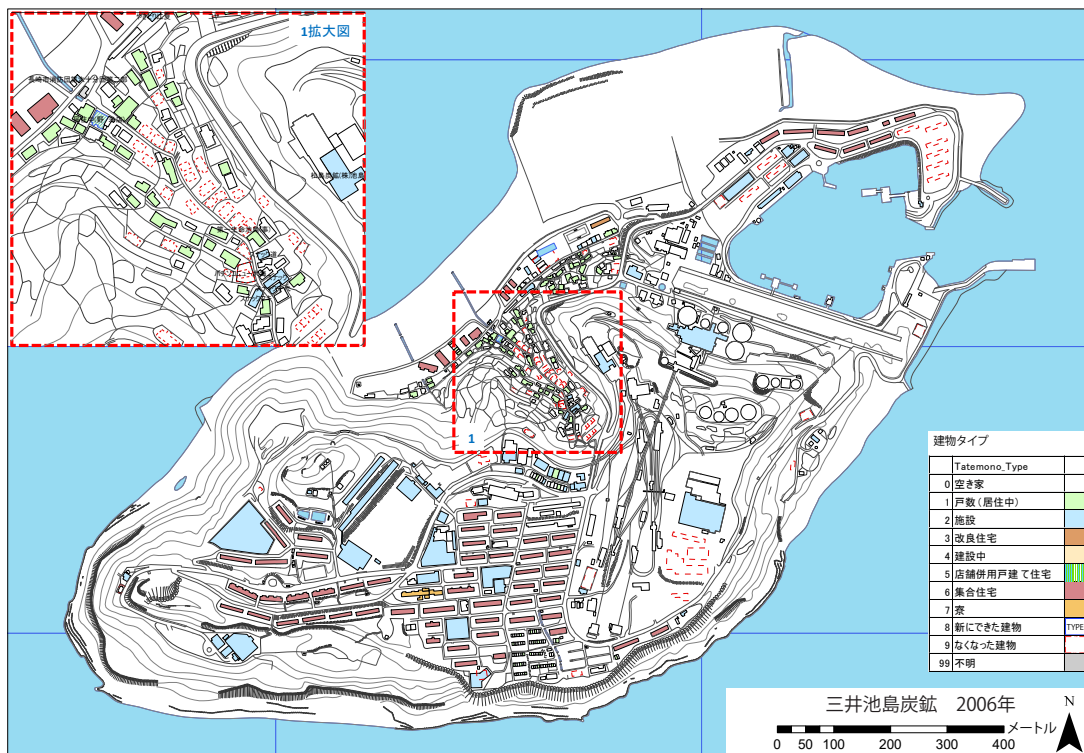 1拡大図
1
建物タイプ
Tatemono_Type
0 空き家
1 戸数(居住中)
2 施設
3 改良住宅
4 建設中
5 店舗併用戸建て住宅
6 集合住宅
7 寮
8 新にできた建物 TYPE
9 なくなった建物
99 不明
三井池島炭鉱 2006年
N
メートル
0 50 100 200 300 400